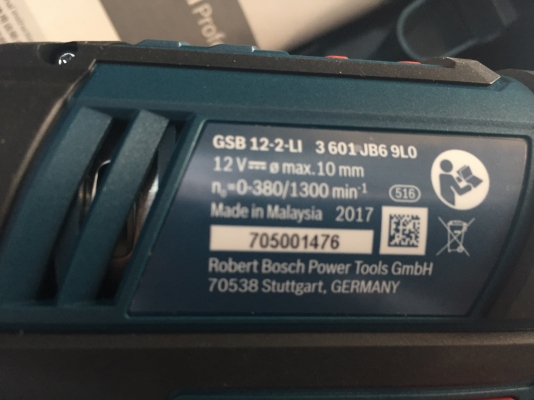 Profe
GSB 12-2-LI 3 601 JB6 9L0
12 V⎓ ø max. 10 mm
n₀=0-380/1300 min⁻¹ 516
Made in Malaysia 2017
705001476
Robert Bosch Power Tools GmbH
70538 Stuttgart, GERMANY